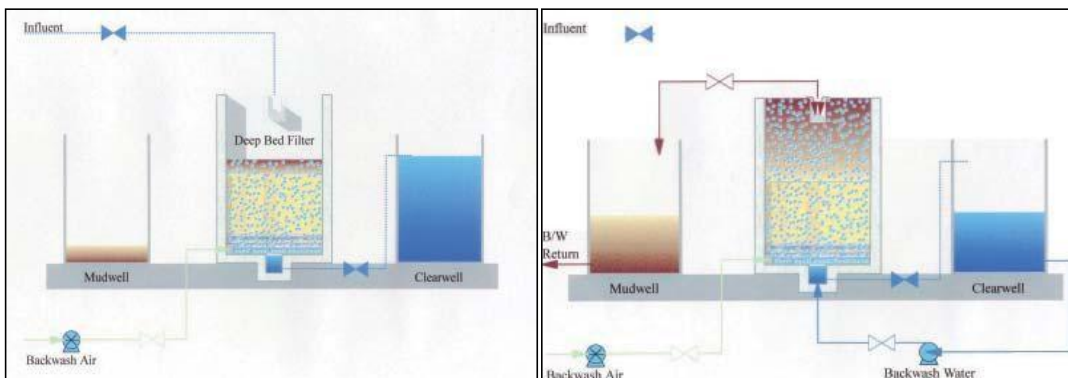 Influent
Deep Bed Filter
Mudwell
Clearwell
Backwash Air
Influent
B/W
Return
Mudwell
Clearwell
Backwash Air
Backwash Water